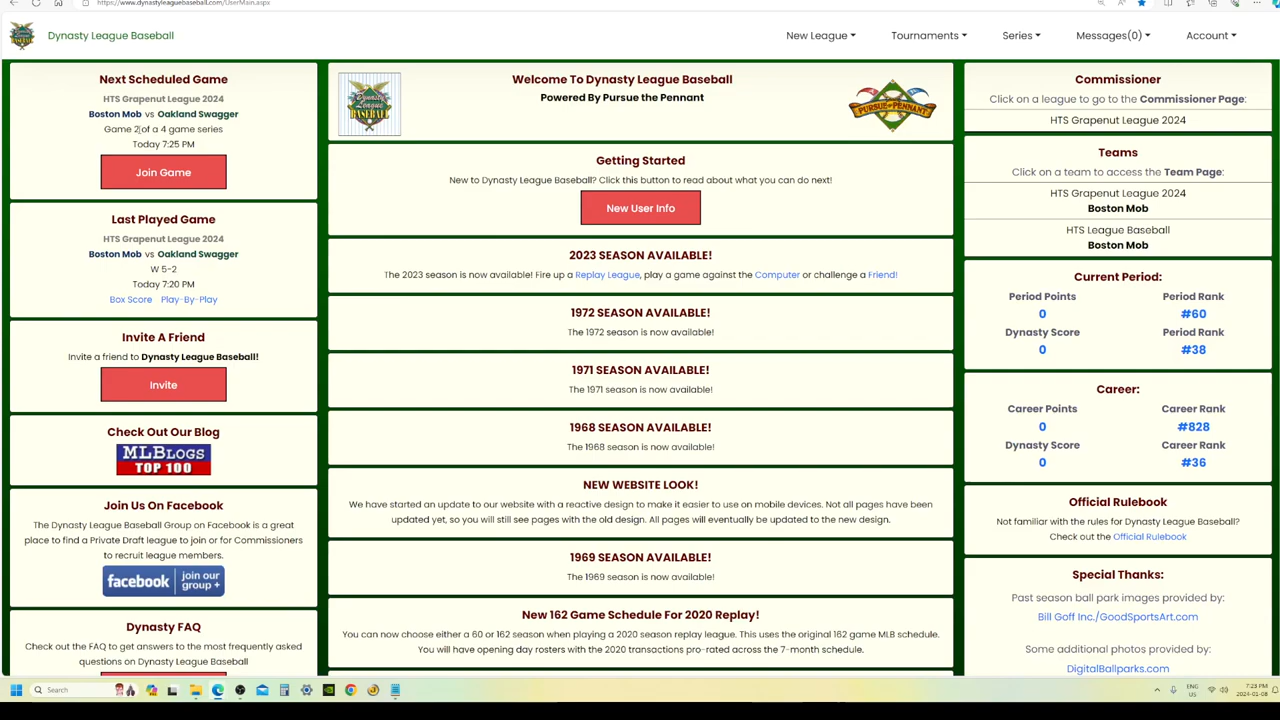 https://www.dynastyleaguebaseball.com/UserMain.aspx
Dynasty League Baseball
New League
Tournaments
Series
Messages(0)
Account
Next Scheduled Game
HTS Grapenut League 2024
Boston Mob vs Oakland Swagger
Game 2 of a 4 game series
Today 7:25 PM
Join Game
Last Played Game
HTS Grapenut League 2024
Boston Mob vs Oakland Swagger
W 5-2
Today 7:20 PM
Box Score Play-By-Play
Invite A Friend
Invite a friend to Dynasty League Baseball!
Invite
Check Out Our Blog
MLBLOGS
TOP 100
Join Us On Facebook
The Dynasty League Baseball Group on Facebook is a great
place to find a Private Draft league to join or for Commissioners
to recruit league members.
facebook join our
group +
Dynasty FAQ
Check out the FAQ to get answers to the most frequently asked
questions on Dynasty League Baseball
Welcome To Dynasty League Baseball
Powered By Pursue the Pennant
PURSUE the PENNANT
Getting Started
New to Dynasty League Baseball? Click this button to read about what you can do next!
New User Info
2023 SEASON AVAILABLE!
The 2023 season is now available! Fire up a Replay League, play a game against the Computer or challenge a Friend!
1972 SEASON AVAILABLE!
The 1972 season is now available!
1971 SEASON AVAILABLE!
The 1971 season is now available!
1968 SEASON AVAILABLE!
The 1968 season is now available!
NEW WEBSITE LOOK!
We have started an update to our website with a reactive design to make it easier to use on mobile devices. Not all pages have been
updated yet, so you will still see pages with the old design. All pages will eventually be updated to the new design.
1969 SEASON AVAILABLE!
The 1969 season is now available!
New 162 Game Schedule For 2020 Replay!
You can now choose either a 60 or 162 season when playing a 2020 season replay league. This uses the original 162 game MLB schedule.
You will have opening day rosters with the 2020 transactions pro-rated across the 7-month schedule.
Commissioner
Click on a league to go to the Commissioner Page:
HTS Grapenut League 2024
Teams
Click on a team to access the Team Page:
HTS Grapenut League 2024
Boston Mob
HTS League Baseball
Boston Mob
Current Period:
Period Points Period Rank
0 #60
Dynasty Score Period Rank
0 #38
Career:
Career Points Career Rank
0 #828
Dynasty Score Career Rank
0 #36
Official Rulebook
Not familiar with the rules for Dynasty League Baseball?
Check out the Official Rulebook
Special Thanks:
Past season ball park images provided by:
Bill Goff Inc./GoodSportsArt.com
Some additional photos provided by:
DigitalBallparks.com
Search
ENG
US
7:23 PM
2024-01-08